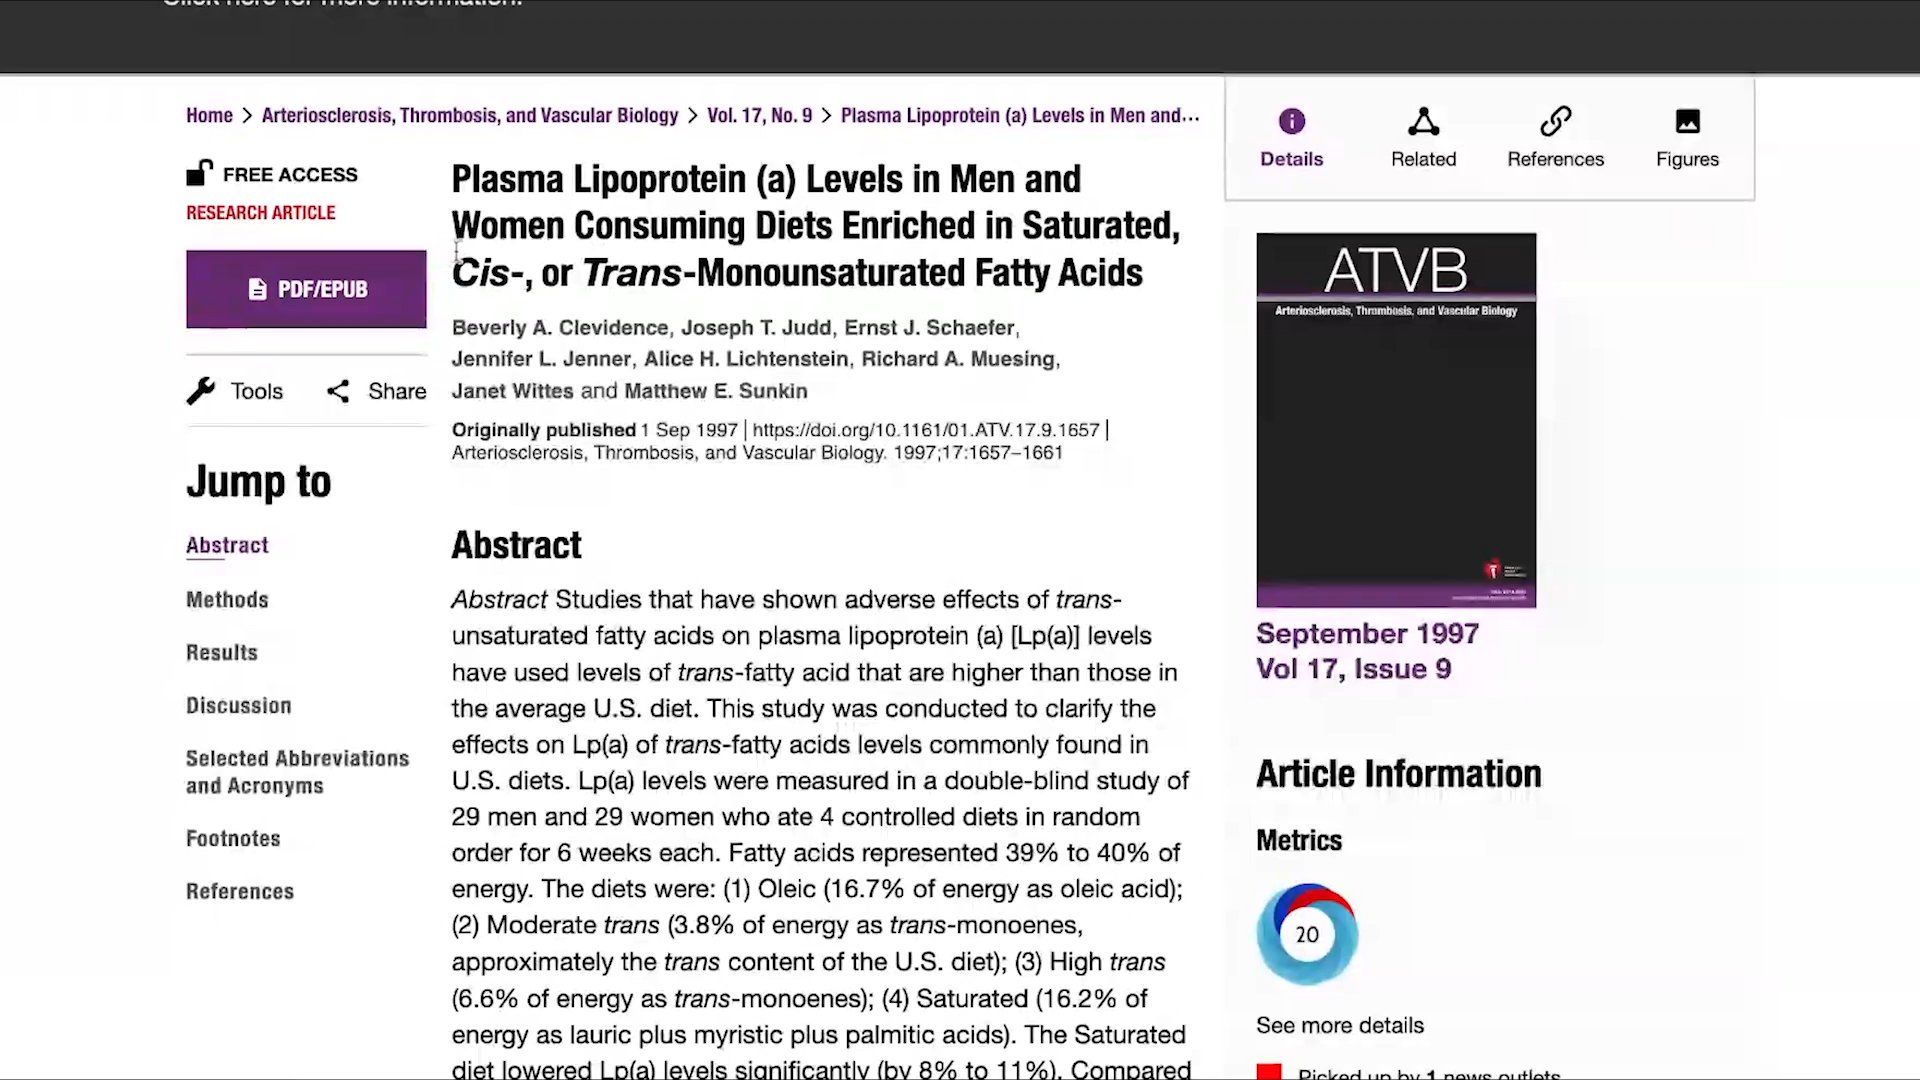 Click here for more information.
Home > Arteriosclerosis, Thrombosis, and Vascular Biology > Vol. 17, No. 9 > Plasma Lipoprotein (a) Levels in Men and...
Details
Related
References
Figures
FREE ACCESS
RESEARCH ARTICLE
PDF/EPUB
Tools
Share
Jump to
Abstract
Methods
Results
Discussion
Selected Abbreviations
and Acronyms
Footnotes
References
Plasma Lipoprotein (a) Levels in Men and
Women Consuming Diets Enriched in Saturated,
Cis-, or Trans-Monounsaturated Fatty Acids
Beverly A. Clevidence, Joseph T. Judd, Ernst J. Schaefer,
Jennifer L. Jenner, Alice H. Lichtenstein, Richard A. Muesing,
Janet Wittes and Matthew E. Sunkin
Originally published 1 Sep 1997 | https://doi.org/10.1161/01.ATV.17.9.1657 |
Arteriosclerosis, Thrombosis, and Vascular Biology. 1997;17:1657–1661
Abstract
Abstract Studies that have shown adverse effects of trans-
unsaturated fatty acids on plasma lipoprotein (a) [Lp(a)] levels
have used levels of trans-fatty acid that are higher than those in
the average U.S. diet. This study was conducted to clarify the
effects on Lp(a) of trans-fatty acids levels commonly found in
U.S. diets. Lp(a) levels were measured in a double-blind study of
29 men and 29 women who ate 4 controlled diets in random
order for 6 weeks each. Fatty acids represented 39% to 40% of
energy. The diets were: (1) Oleic (16.7% of energy as oleic acid);
(2) Moderate trans (3.8% of energy as trans-monoenes,
approximately the trans content of the U.S. diet); (3) High trans
(6.6% of energy as trans-monoenes); (4) Saturated (16.2% of
energy as lauric plus myristic plus palmitic acids). The Saturated
diet lowered Lp(a) levels significantly (by 8% to 11%). Compared
ATVB
Arteriosclerosis, Thrombosis, and Vascular Biology
September 1997
Vol 17, Issue 9
Article Information
Metrics
20
See more details
Picked up by 1 news outlets